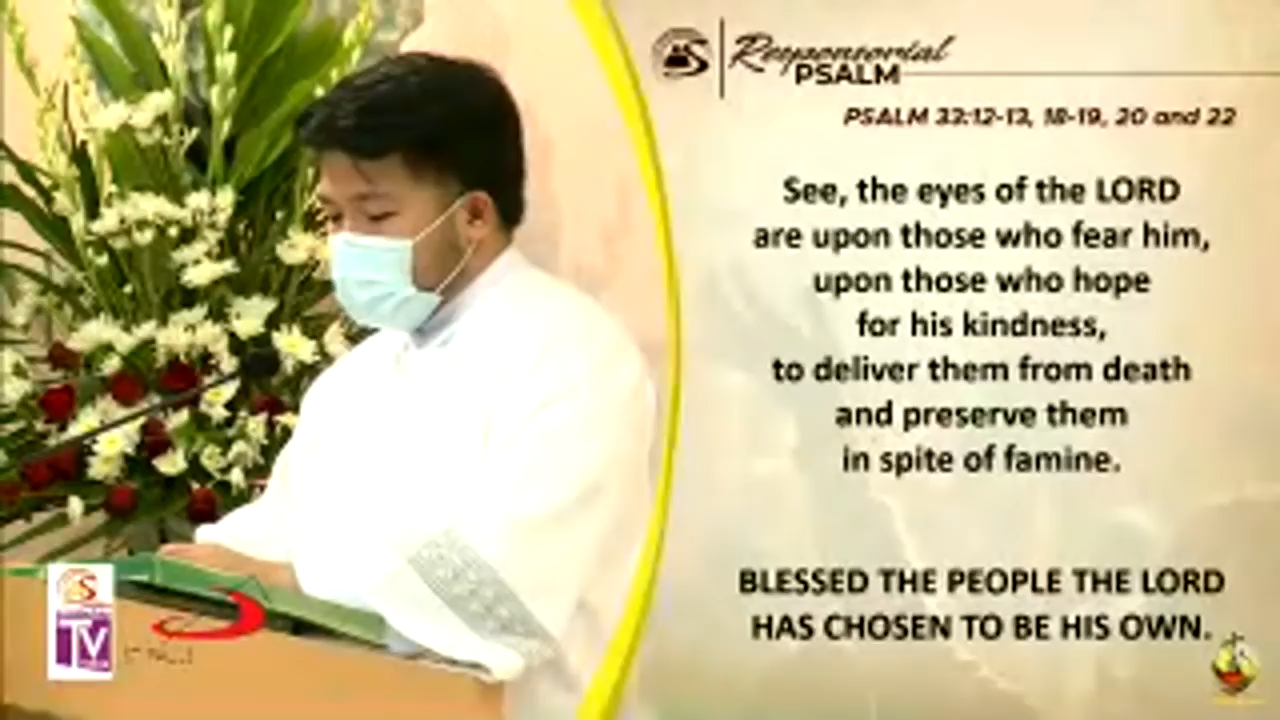 Responsorial
PSALM
PSALM 33:12-13, 18-19, 20 and 22
See, the eyes of the LORD
are upon those who fear him,
upon those who hope
for his kindness,
to deliver them from death
and preserve them
in spite of famine.
BLESSED THE PEOPLE THE LORD
HAS CHOSEN TO BE HIS OWN.
TV